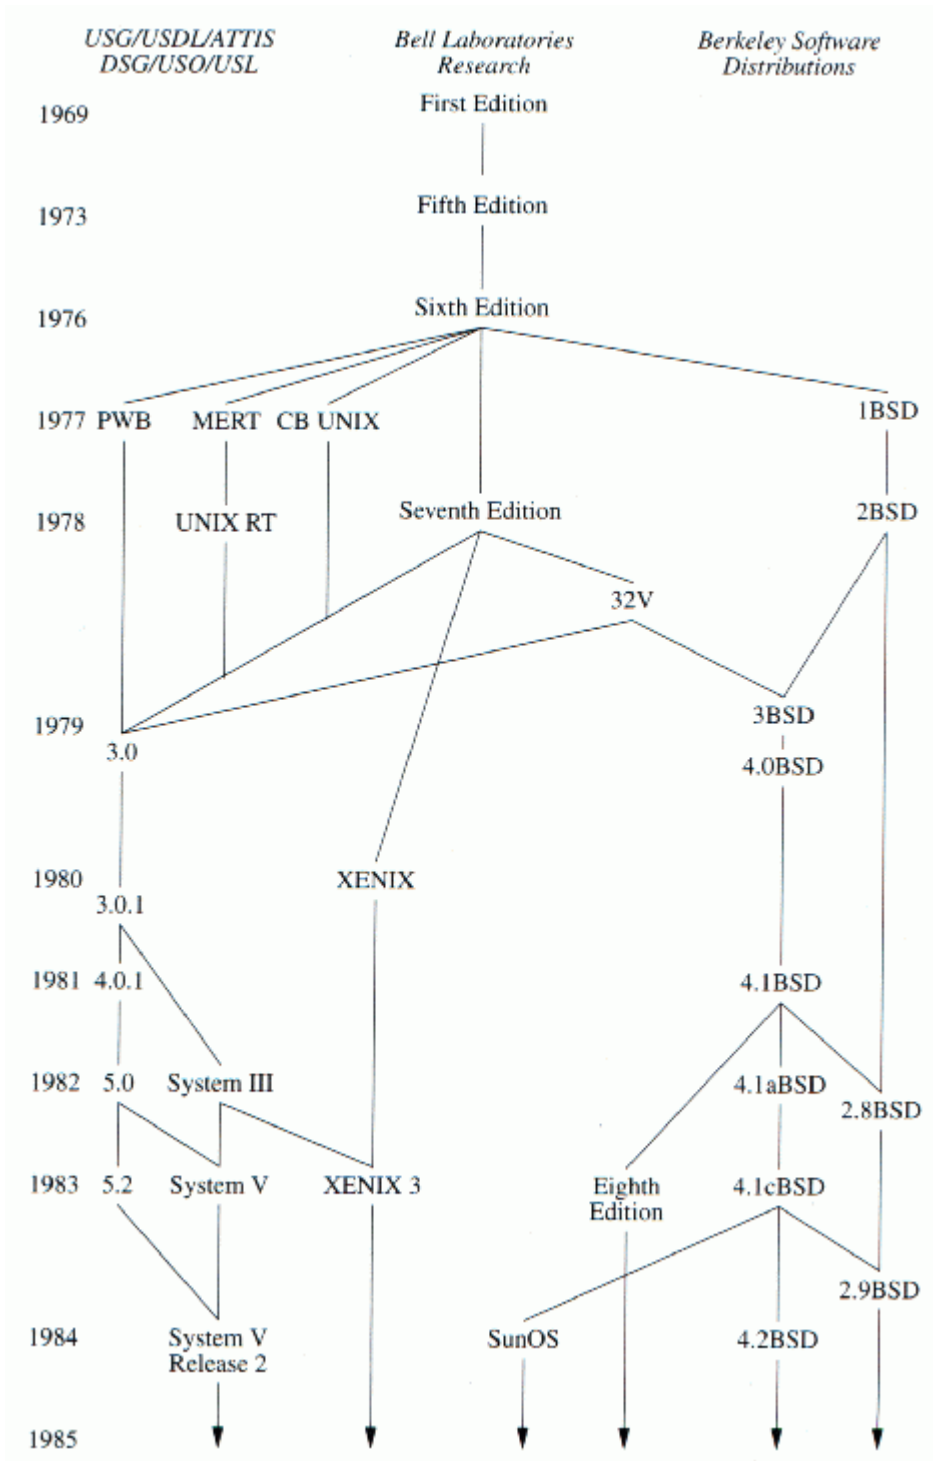 USG/USDL/ATTIS
DSG/USO/USL
Bell Laboratories
Research
Berkeley Software
Distributions
1969
First Edition
1973
Fifth Edition
1976
Sixth Edition
1977 PWB MERT CB UNIX 1BSD
1978 UNIX RT Seventh Edition 2BSD
32V
1979 3BSD
3.0 4.0BSD
1980 XENIX
3.0.1
1981 4.0.1 4.1BSD
1982 5.0 System III 4.1aBSD
2.8BSD
1983 5.2 System V XENIX 3 Eighth
Edition
4.1cBSD
2.9BSD
1984 System V
Release 2
SunOS 4.2BSD
1985